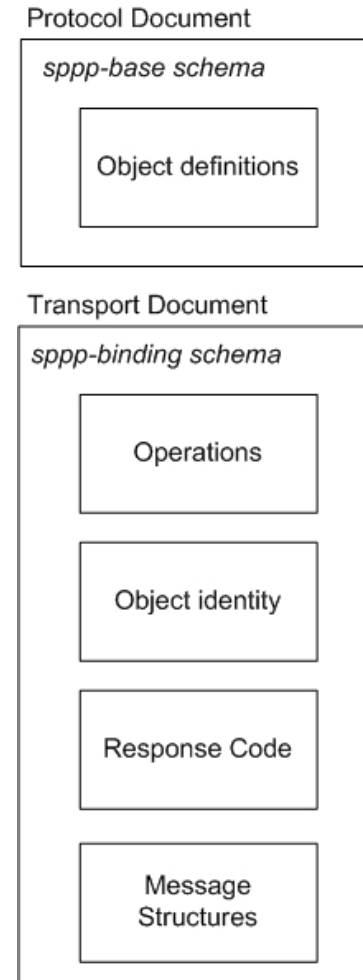 Protocol Document
sppp-base schema
Object definitions
Transport Document
sppp-binding schema
Operations
Object identity
Response Code
Message
Structures